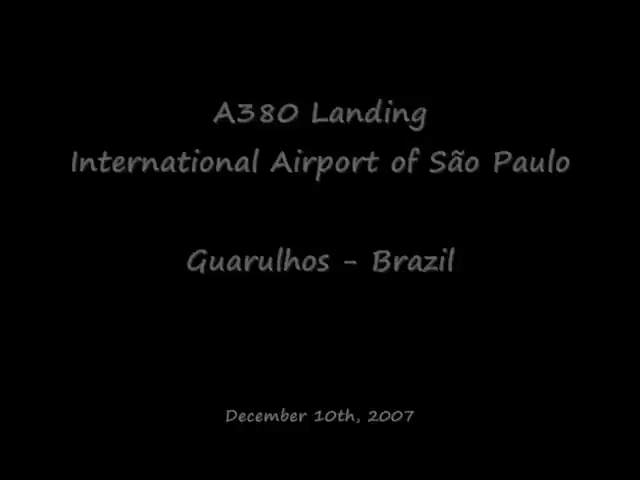 A380 Landing
International Airport of São Paulo
Guarulhos - Brazil
December 10th, 2007